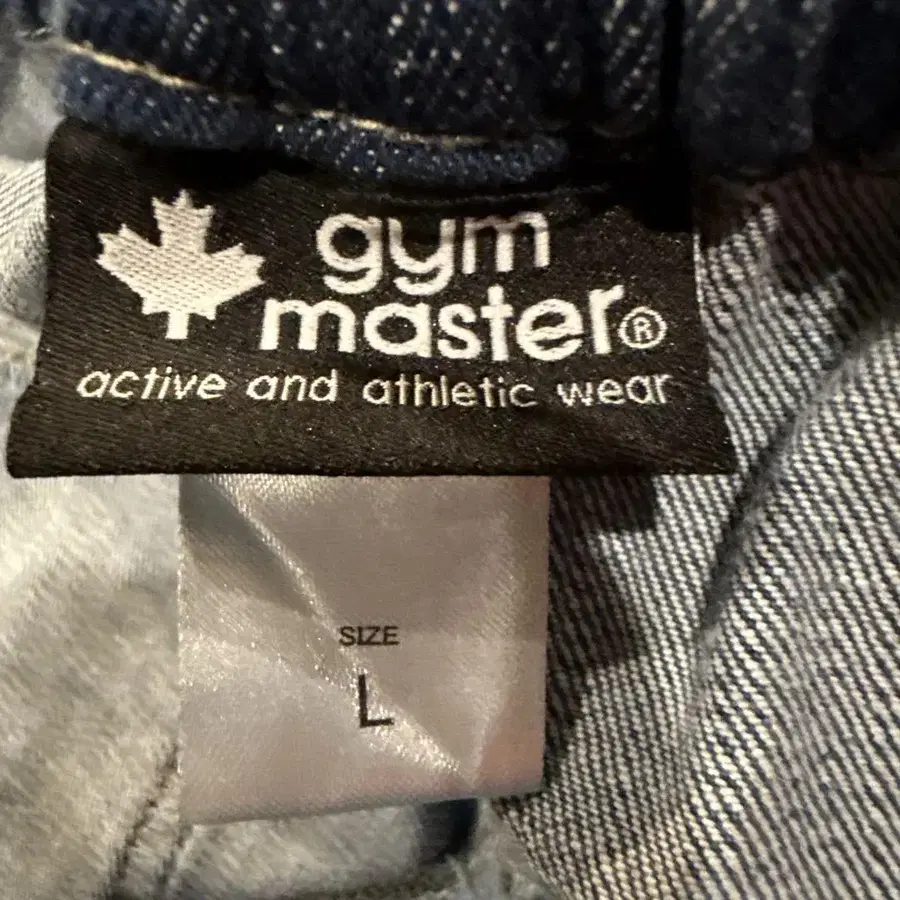 gym
master®
active and athletic wear
SIZE
L